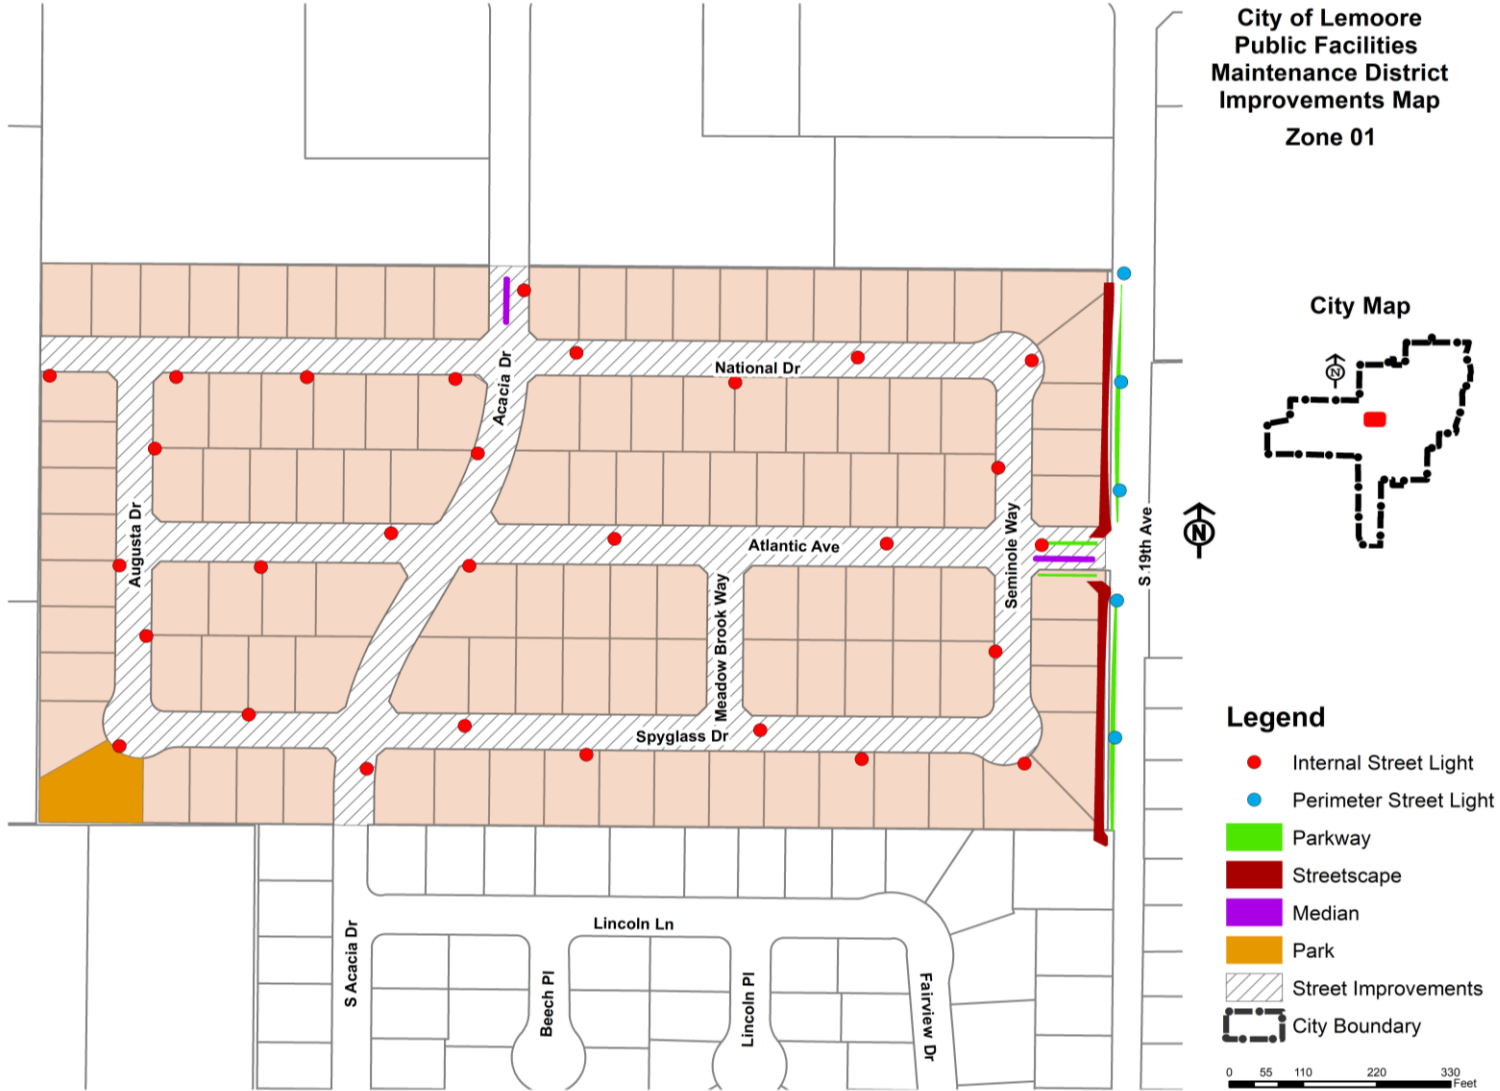 City of Lemoore
Public Facilities
Maintenance District
Improvements Map
Zone 01
City Map
N
National Dr
Acacia Dr
Augusta Dr
Atlantic Ave
Seminole Way
S 19th Ave
N
Meadow Brook Way
Spyglass Dr
Lincoln Ln
S Acacia Dr
Beech Pl
Lincoln Pl
Fairview Dr
Legend
Internal Street Light
Perimeter Street Light
Parkway
Streetscape
Median
Park
Street Improvements
City Boundary
0 55 110 220 330
Feet